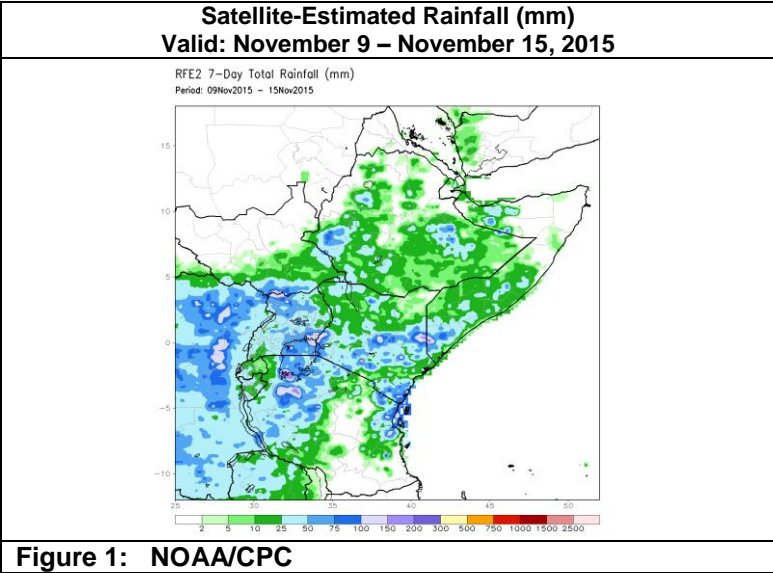 Satellite-Estimated Rainfall (mm)
Valid: November 9 – November 15, 2015
RFE2 7-Day Total Rainfall (mm)
Period: 09Nov2015 - 15Nov2015
15
10
5
0
-5
-10
25 30 35 40 45 50
2 5 10 25 50 75 100 150 200 300 500 750 1000 1500 2500
Figure 1: NOAA/CPC